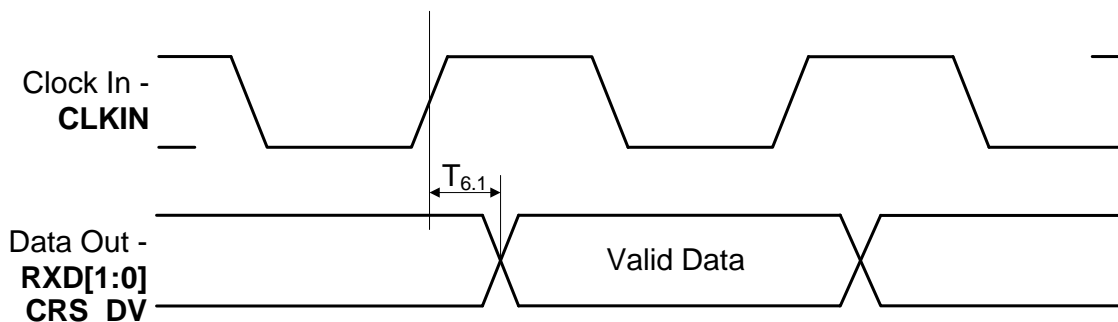 Clock In -
CLKIN
T6.1
Data Out -
RXD[1:0]
CRS_DV
Valid Data